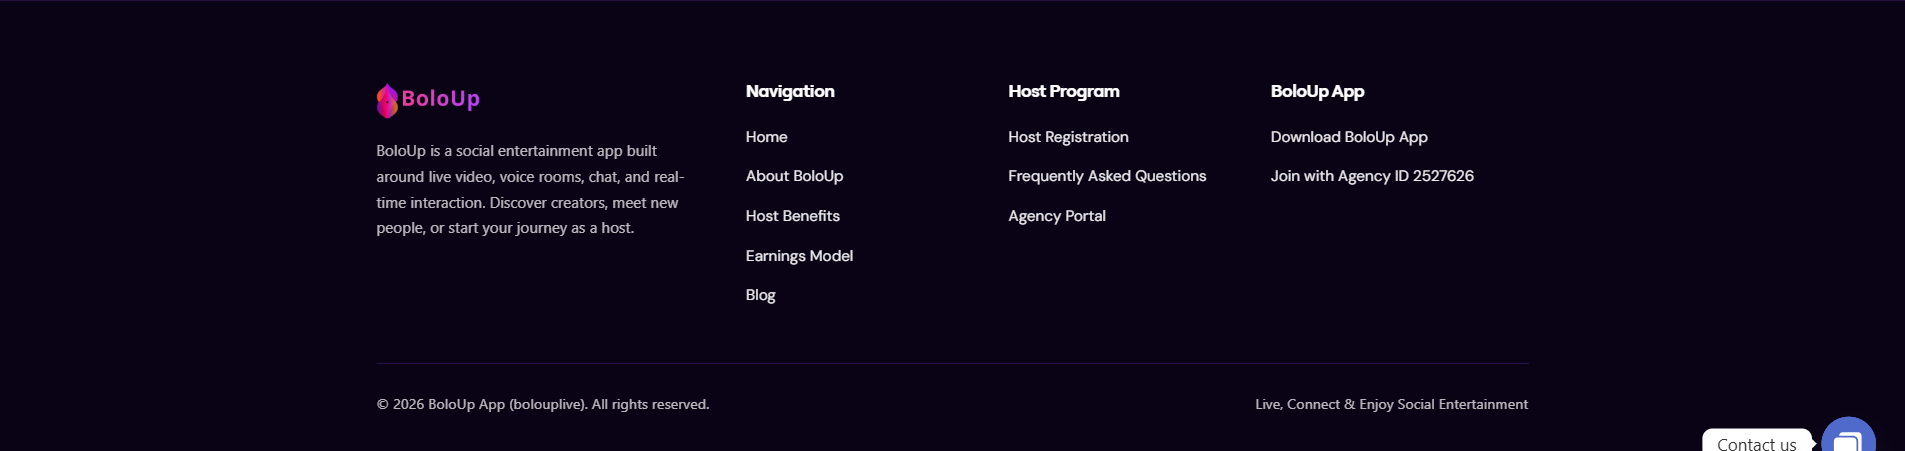 BoloUp
BoloUp is a social entertainment app built
around live video, voice rooms, chat, and real-
time interaction. Discover creators, meet new
people, or start your journey as a host.
Navigation
Home
About BoloUp
Host Benefits
Earnings Model
Blog
Host Program
Host Registration
Frequently Asked Questions
Agency Portal
BoloUp App
Download BoloUp App
Join with Agency ID 2527626
© 2026 BoloUp App (bolouplive). All rights reserved.
Live, Connect & Enjoy Social Entertainment
Contact us